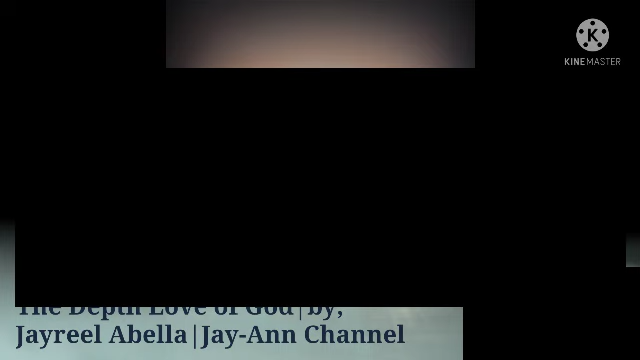 KINEMASTER
The Depth Love of God|by,
Jayreel Abella|Jay-Ann Channel